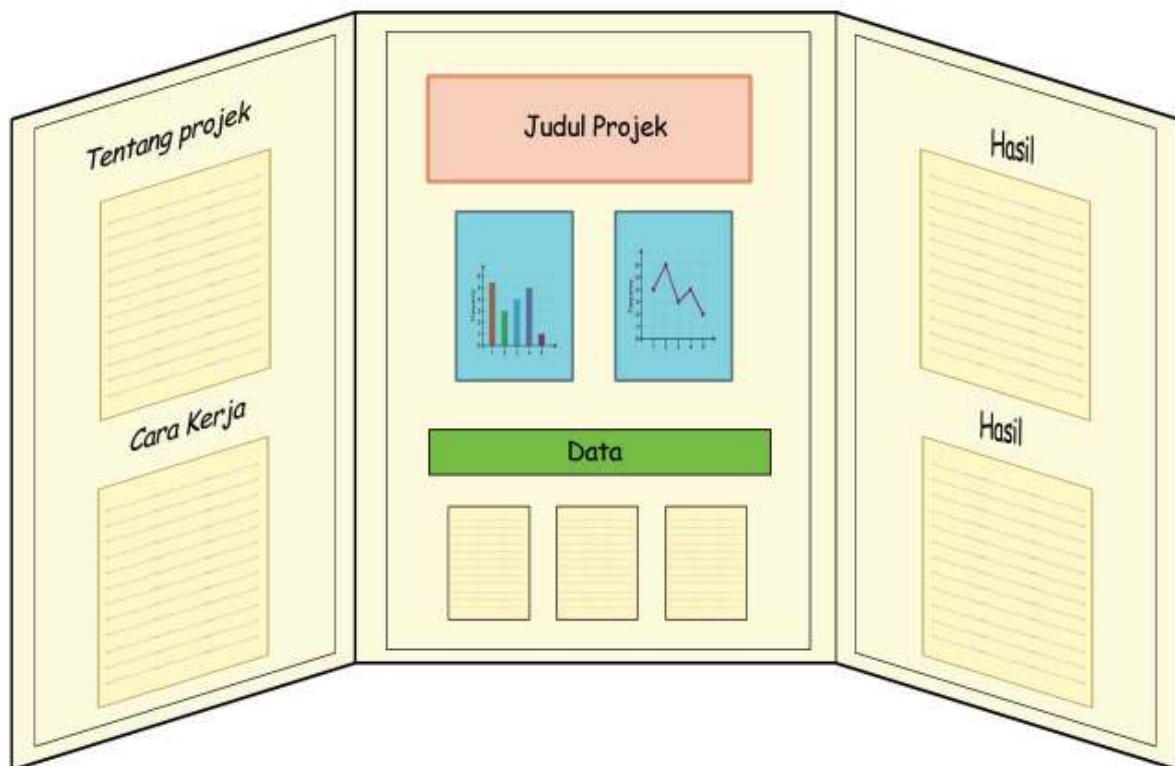 Tentang projek
Cara Kerja
Judul Projek
Data
Hasil
Hasil